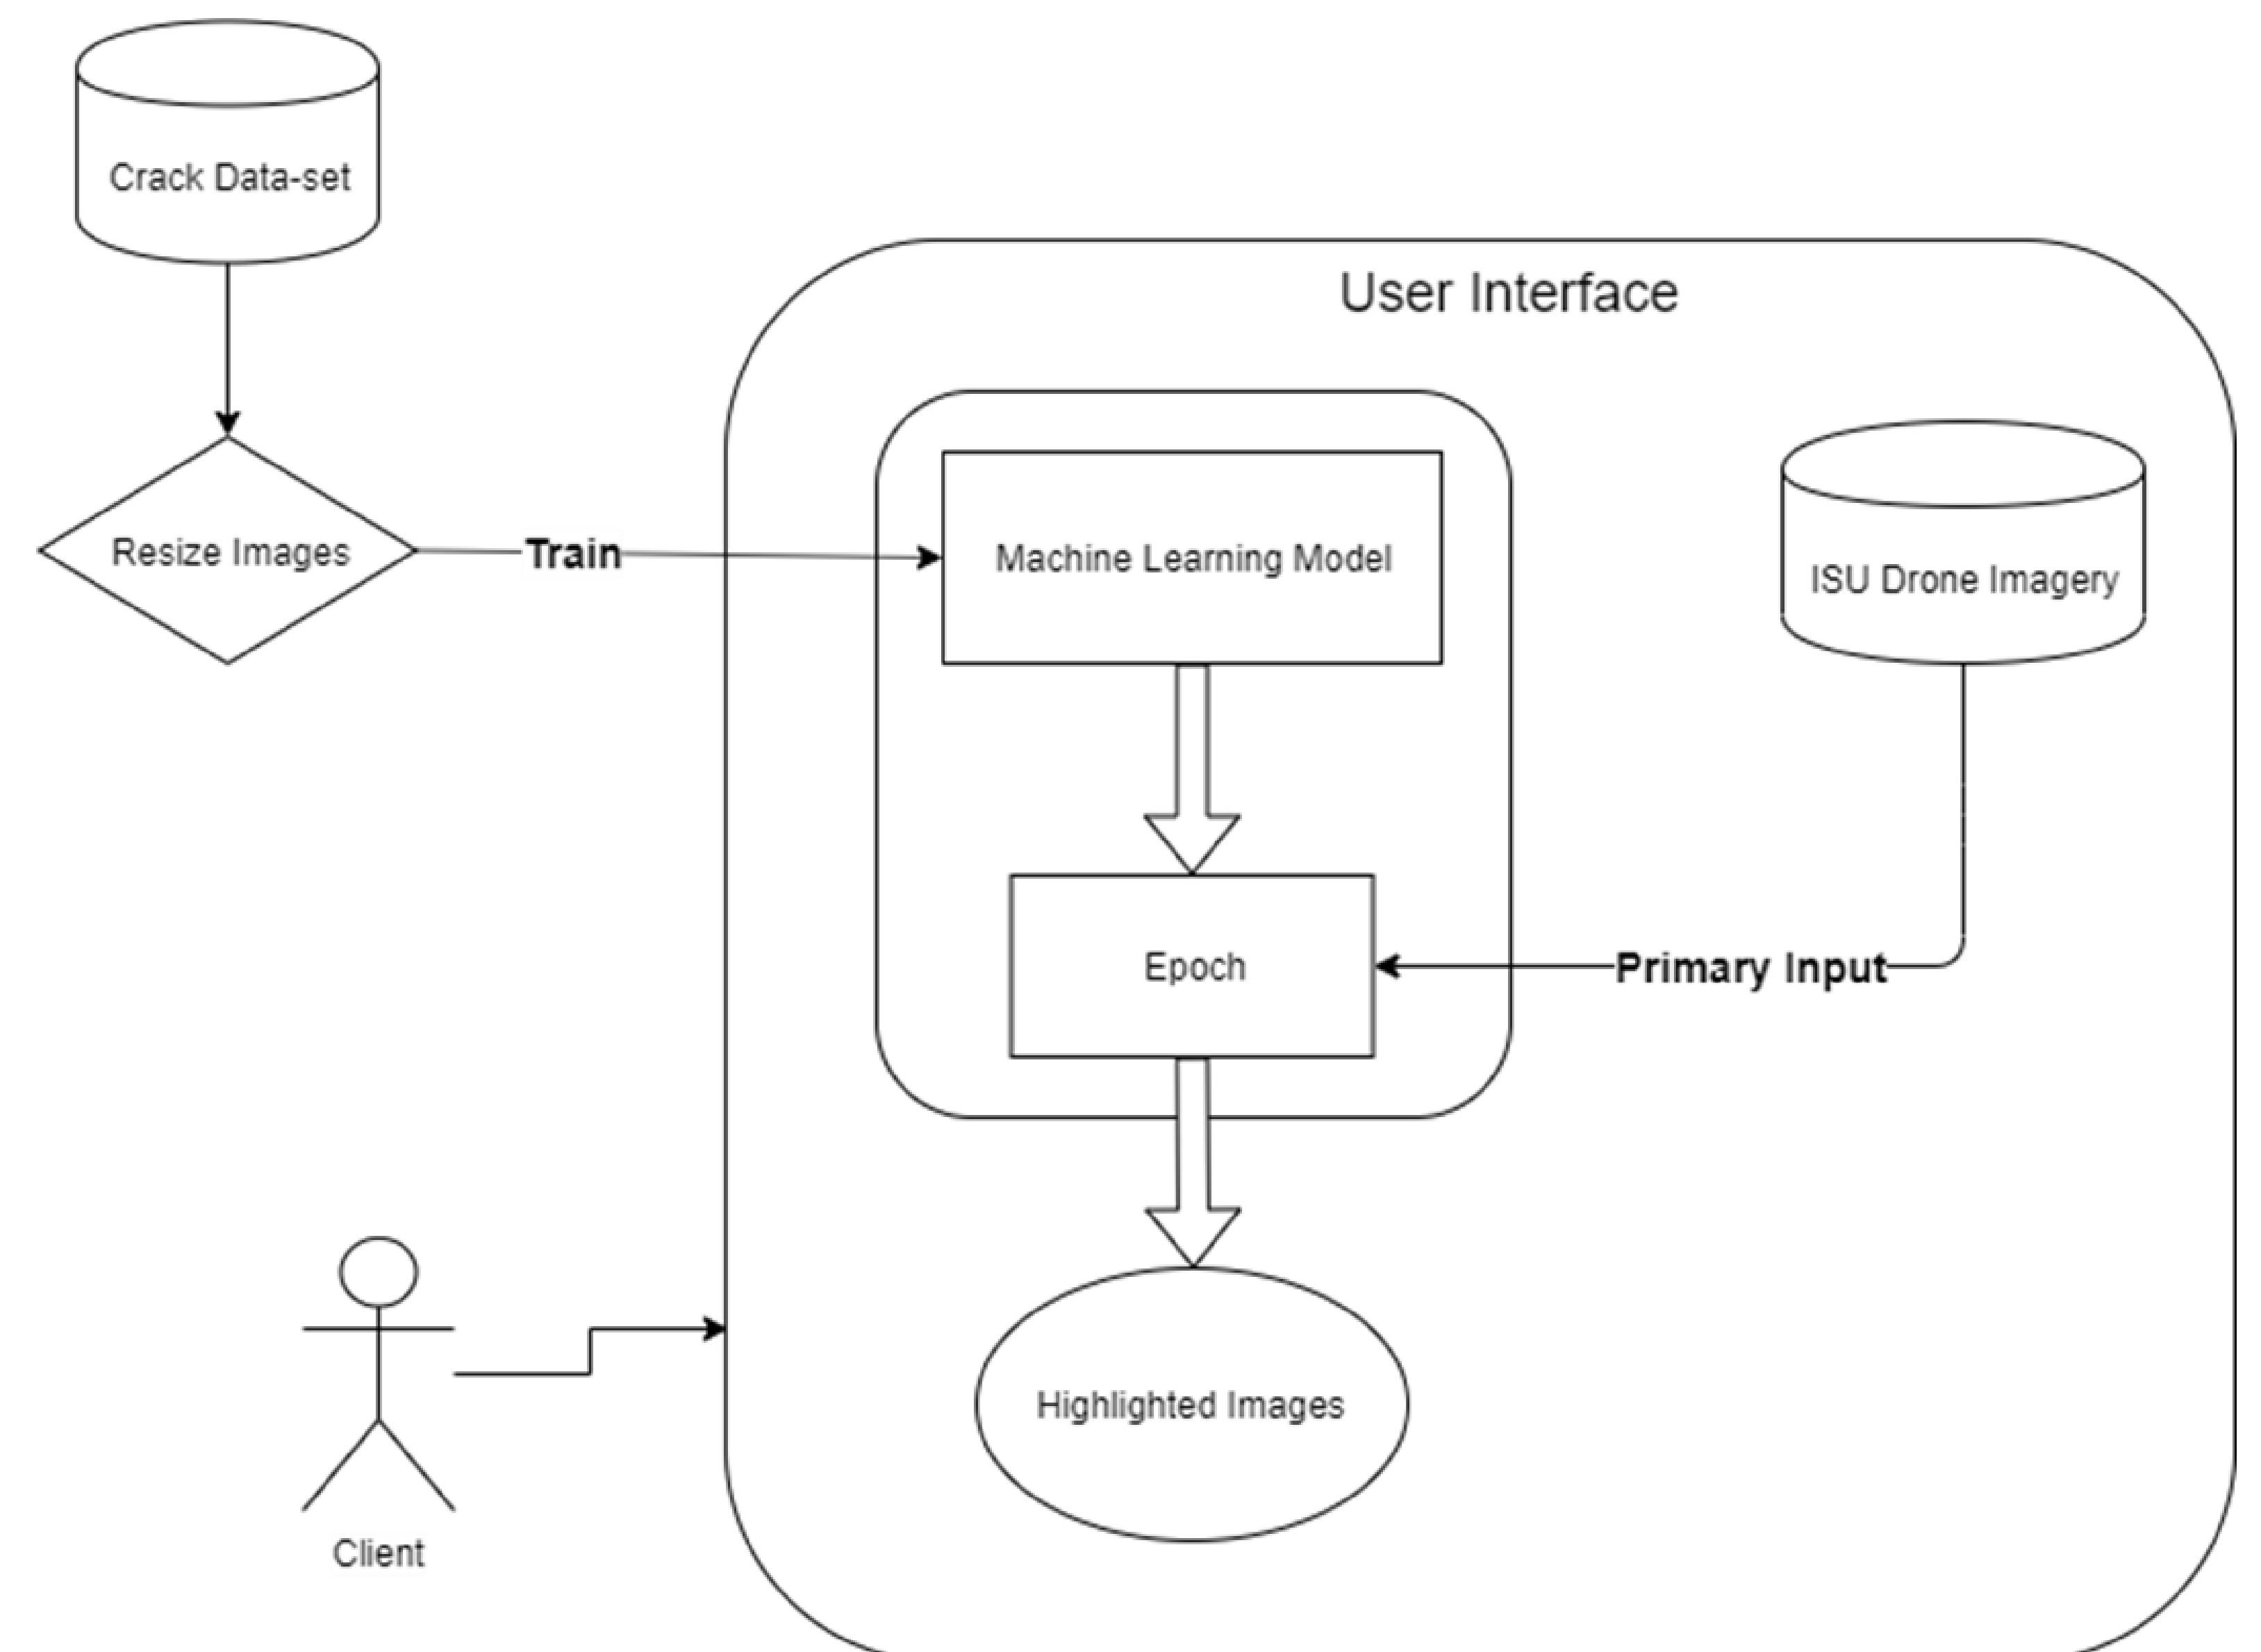 Crack Data-set
User Interface
Resize Images
Train
Machine Learning Model
ISU Drone Imagery
Epoch
Primary Input
Highlighted Images
Client